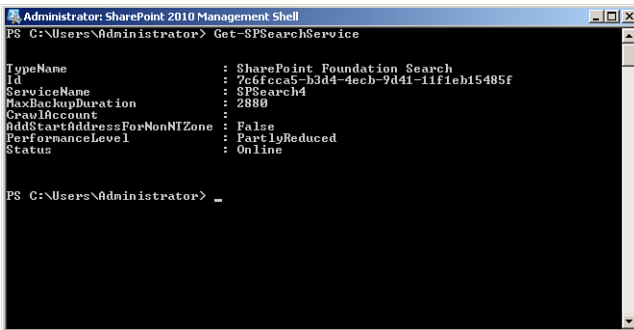 Administrator: SharePoint 2010 Management Shell
PS C:\Users\Administrator> Get-SPSearchService
TypeName : SharePoint Foundation Search
Id : 7c6fcca5-b3d4-4ecb-9d41-11f1eb15485f
ServiceName : SPSearch4
MaxBackupDuration : 2880
CrawlAccount :
AddStartAddressForNonNTZone : False
PerformanceLevel : PartlyReduced
Status : Online
PS C:\Users\Administrator> _